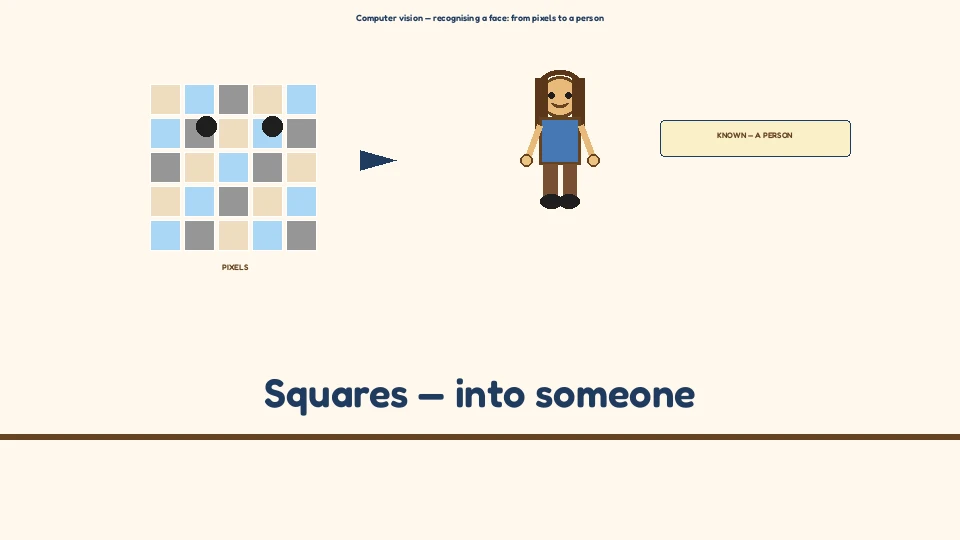 Computer vision — recognising a face: from pixels to a person
KNOWN — A PERSON
PIXELS
Squares — into someone